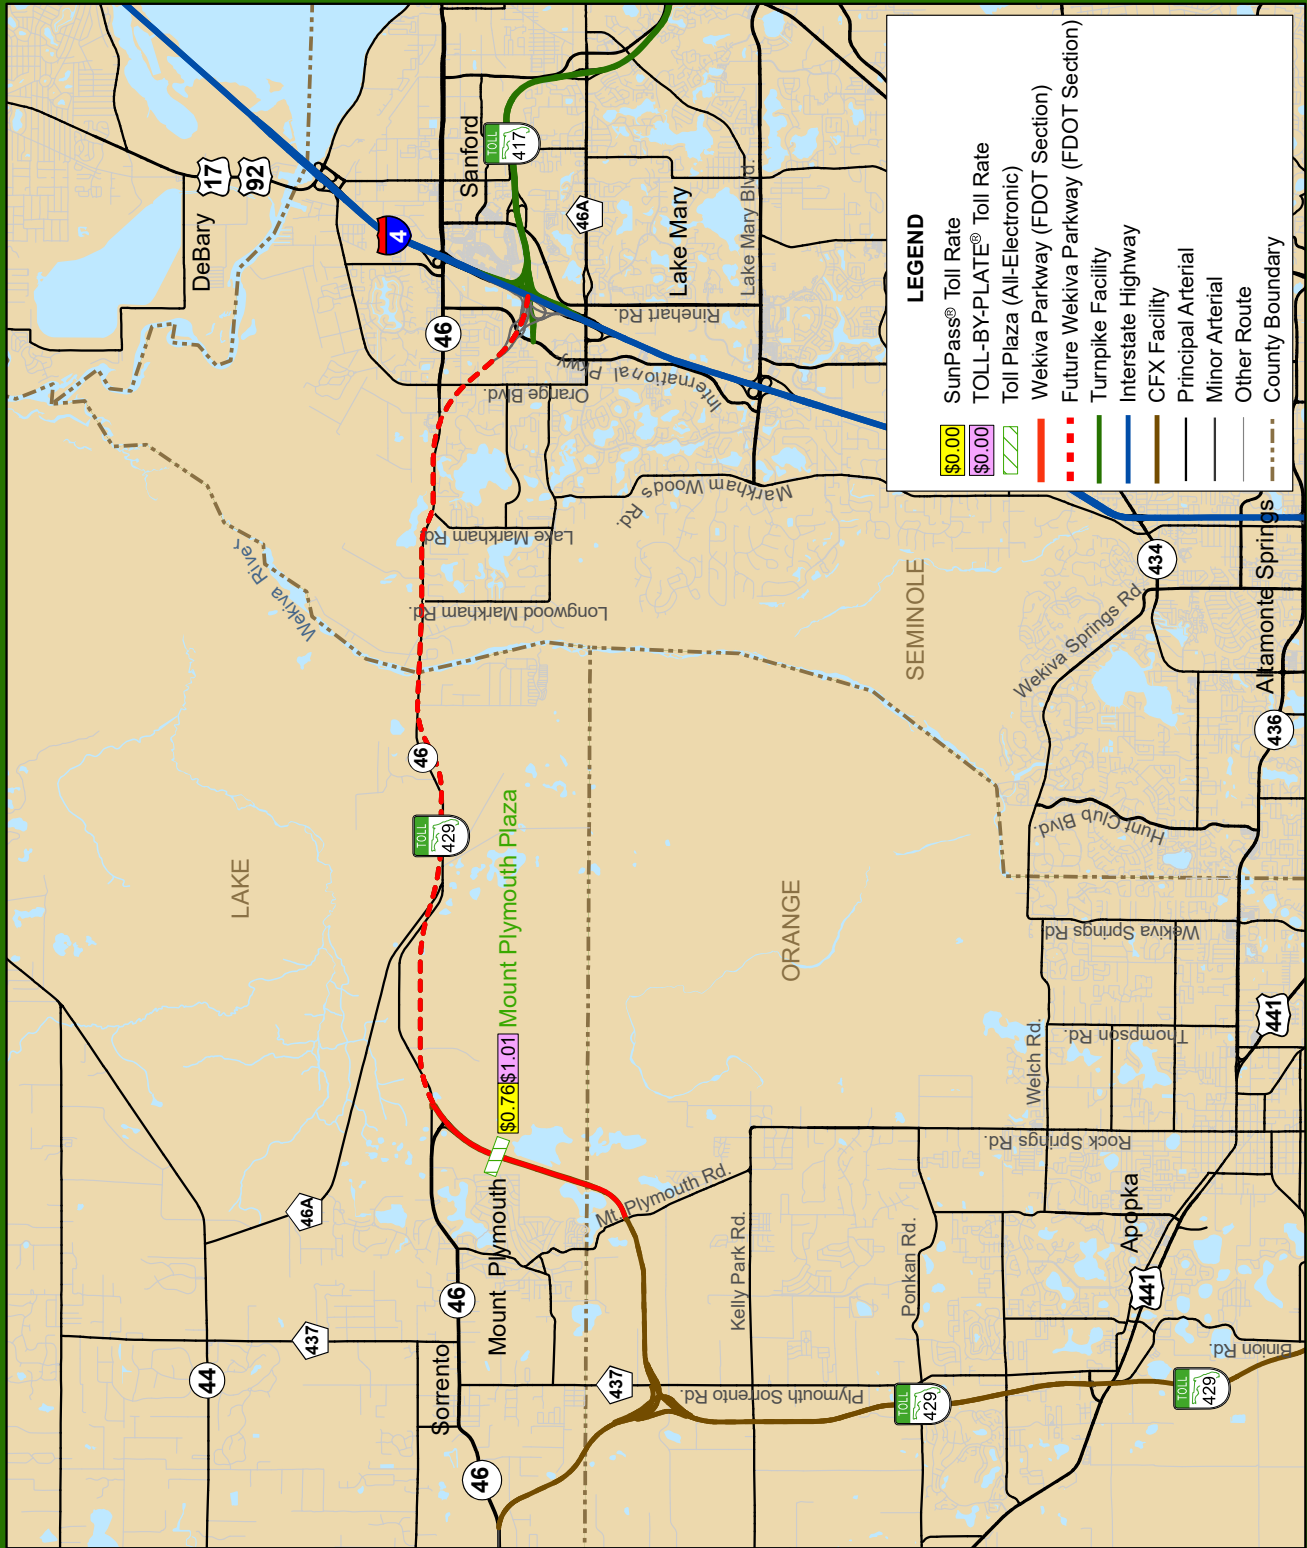 17
92
DeBary
4
Sanford
TOLL
417
46
46A
Lake Mary
Lake Mary Blvd.
Rinehart Rd.
International Pkwy
Orange Blvd.
Markham Woods Rd.
Lake Markham Rd
Longwood Markham Rd.
Wekiva River
SEMINOLE
LAKE
46
TOLL
429
$0.76
$1.01
Mount Plymouth Plaza
ORANGE
Wekiva Springs Rd.
434
Altamonte Springs
436
Hunt Club Blvd.
Wekiva Springs Rd
441
Thompson Rd.
Welch Rd.
Rock Springs Rd.
Mt. Plymouth Rd.
Mount Plymouth
46A
46
437
44
Sorrento
46
437
Kelly Park Rd.
Ponkan Rd.
Plymouth Sorrento Rd.
Apopka
441
Binion Rd.
TOLL
429
TOLL
429
LEGEND
$0.00 SunPass® Toll Rate
$0.00 TOLL-BY-PLATE® Toll Rate
Toll Plaza (All-Electronic)
Wekiva Parkway (FDOT Section)
Future Wekiva Parkway (FDOT Section)
Turnpike Facility
Interstate Highway
CFX Facility
Principal Arterial
Minor Arterial
Other Route
County Boundary